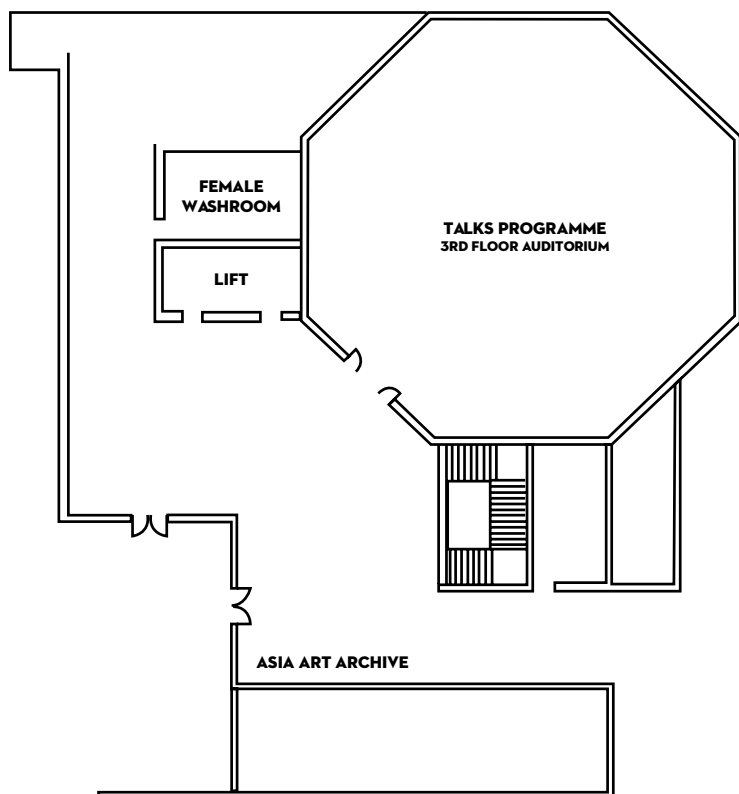 FEMALE
WASHROOM
TALKS PROGRAMME
3RD FLOOR AUDITORIUM
LIFT
ASIA ART ARCHIVE